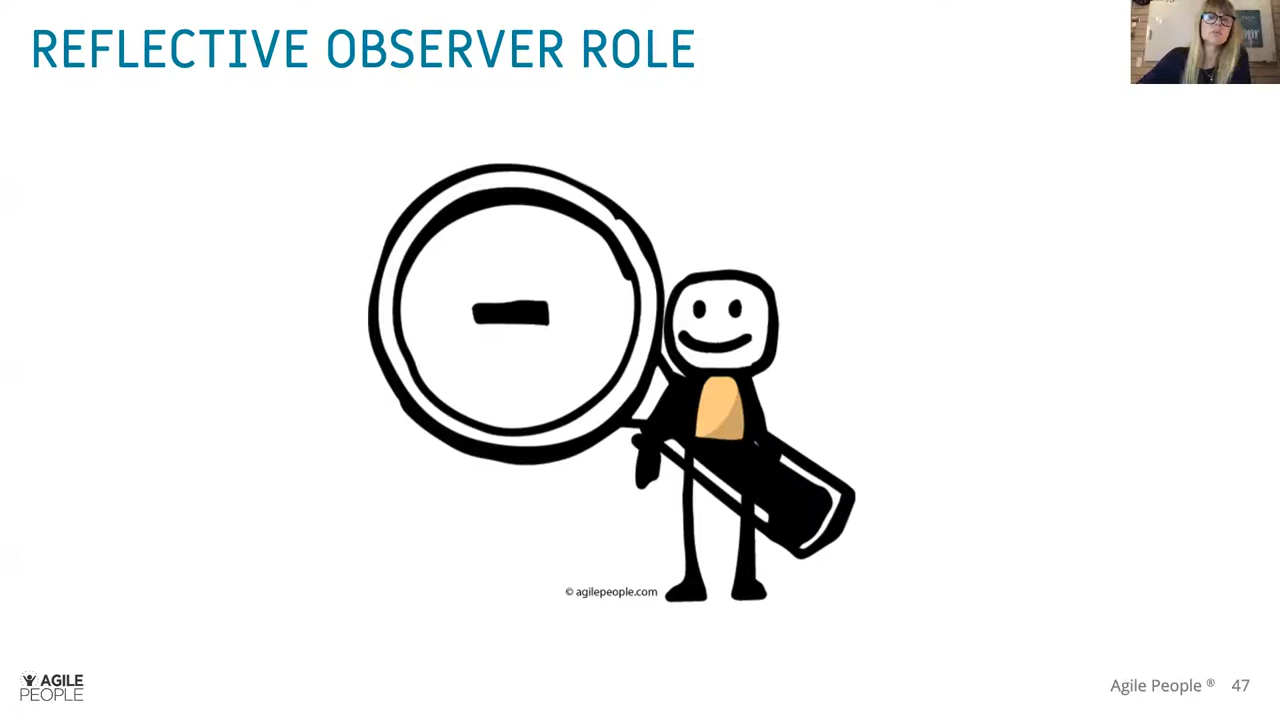 REFLECTIVE OBSERVER ROLE
© agilepeople.com
AGILE
PEOPLE
Agile People ® 47